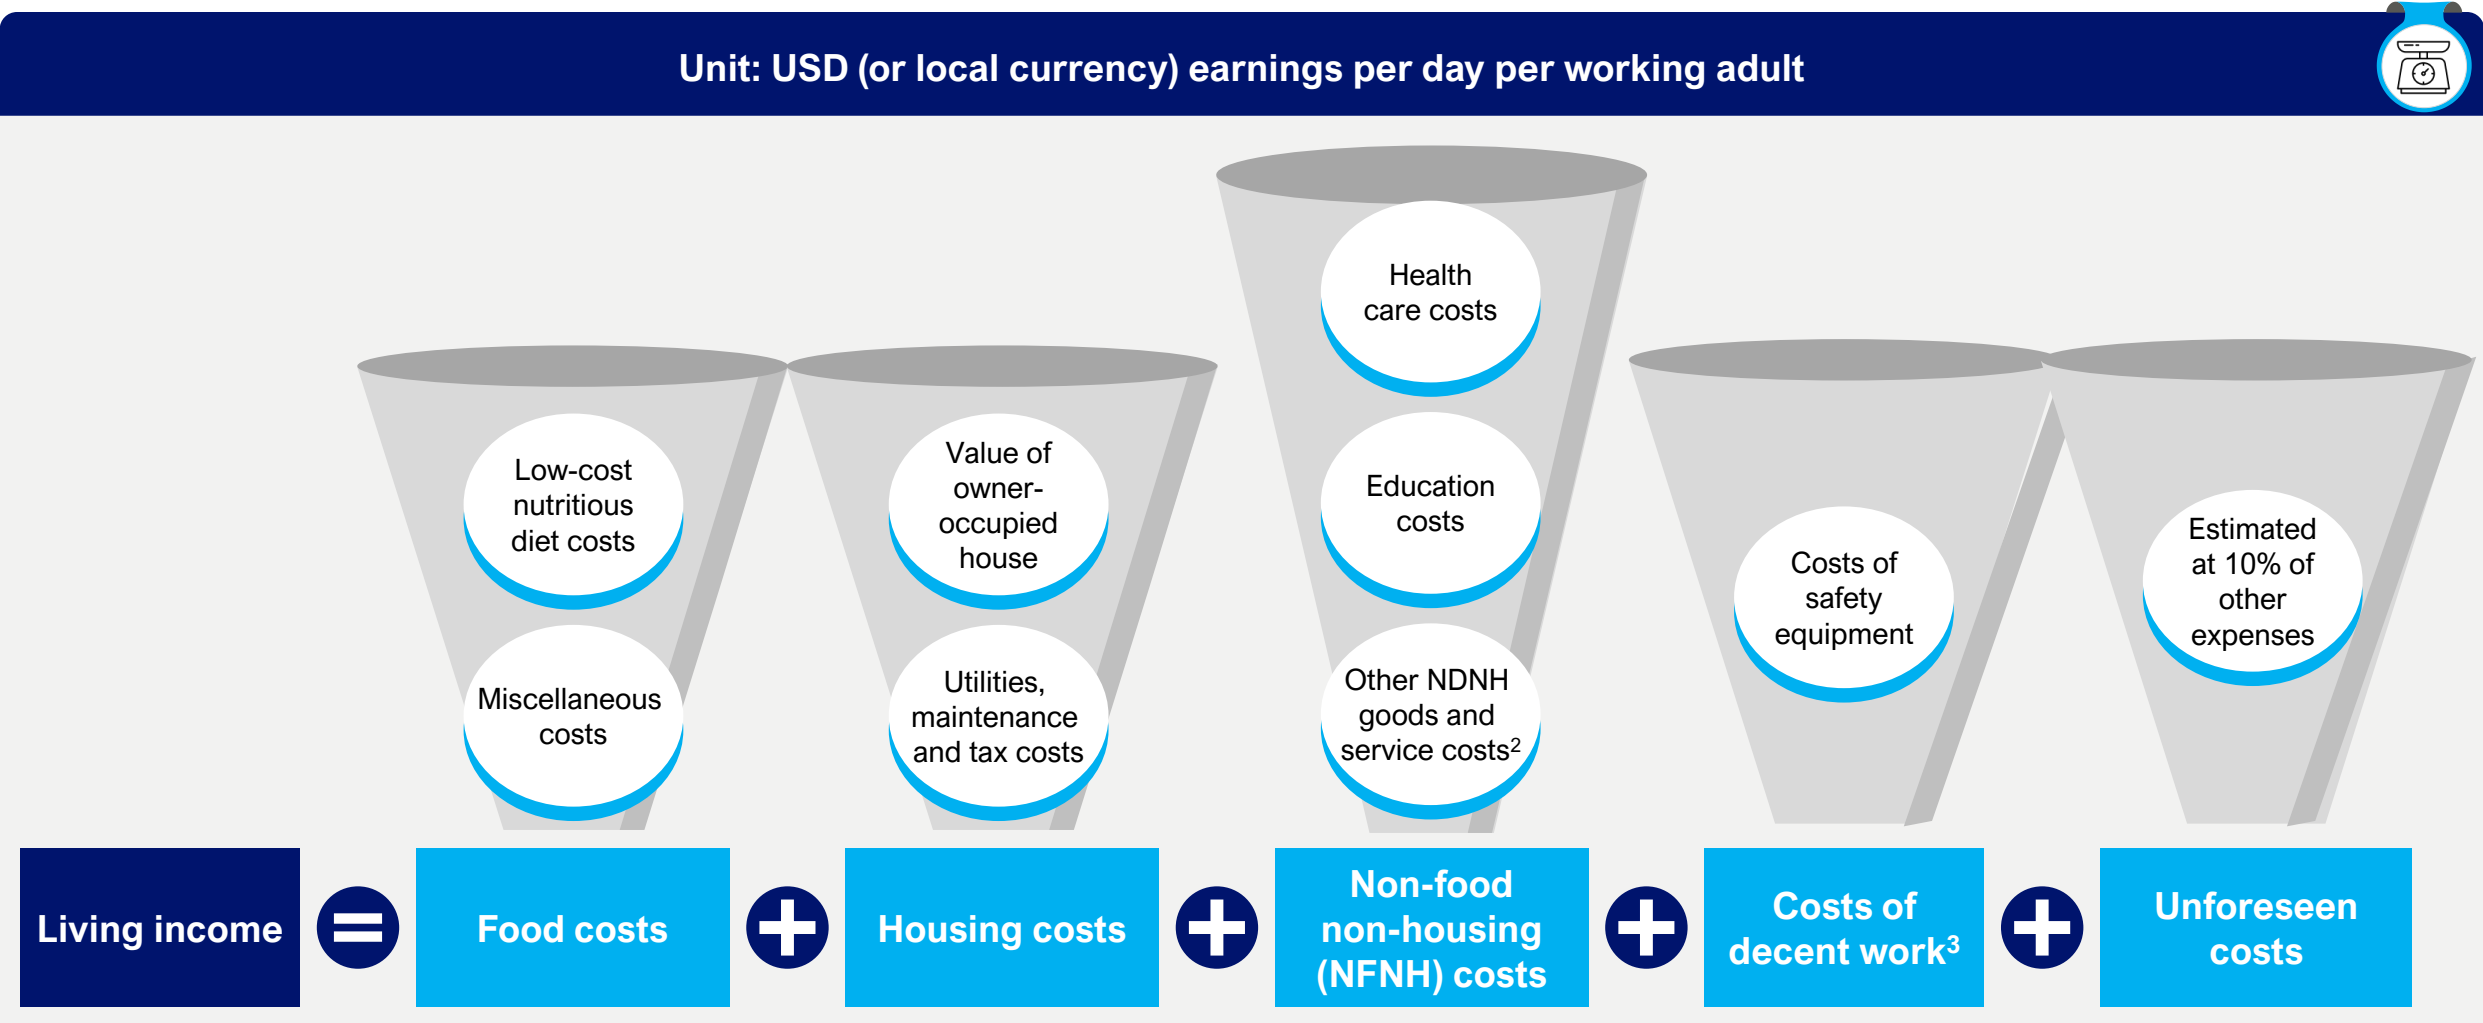 Unit: USD (or local currency) earnings per day per working adult
Low-cost
nutritious
diet costs
Miscellaneous
costs
Value of
owner-
occupied
house
Utilities,
maintenance
and tax costs
Health
care costs
Education
costs
Other NDNH
goods and
service costs²
Costs of
safety
equipment
Estimated
at 10% of
other
expenses
Living income
=
Food costs
+
Housing costs
+
Non-food
non-housing
(NFNH) costs
+
Costs of
decent work³
+
Unforeseen
costs